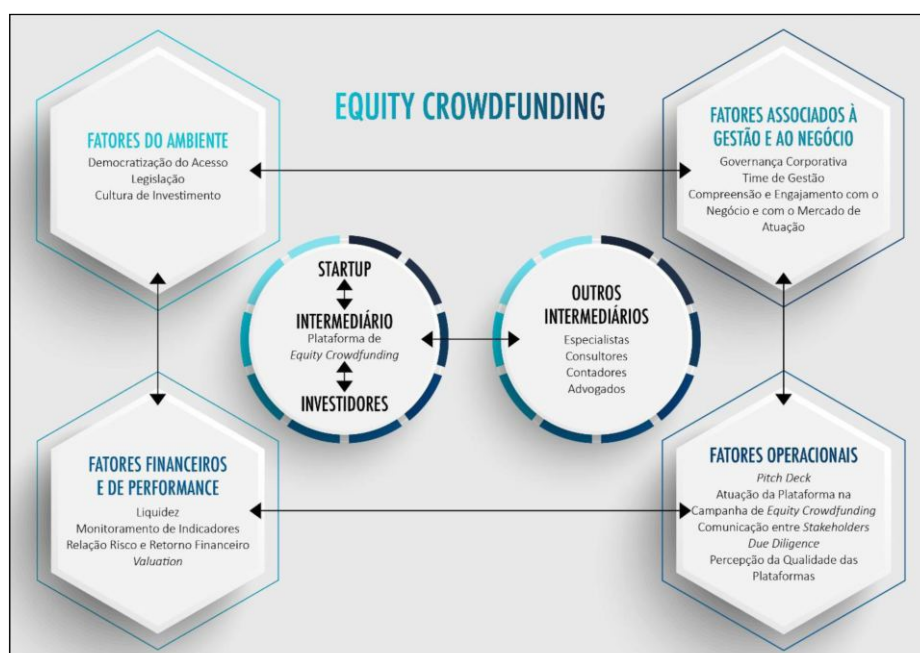 EQUITY CROWDFUNDING
FATORES DO AMBIENTE
Democratização do Acesso
Legislação
Cultura de Investimento
FATORES ASSOCIADOS À
GESTÃO E AO NEGÓCIO
Governança Corporativa
Time de Gestão
Compreensão e Engajamento com o
Negócio e com o Mercado de
Atuação
STARTUP
INTERMEDIÁRIO
Plataforma de
Equity Crowdfunding
INVESTIDORES
OUTROS
INTERMEDIÁRIOS
Especialistas
Consultores
Contadores
Advogados
FATORES FINANCEIROS
E DE PERFORMANCE
Liquidez
Monitoramento de Indicadores
Relação Risco e Retorno Financeiro
Valuation
FATORES OPERACIONAIS
Pitch Deck
Atuação da Plataforma na
Campanha de Equity Crowdfunding
Comunicação entre Stakeholders
Due Diligence
Percepção da Qualidade das
Plataformas